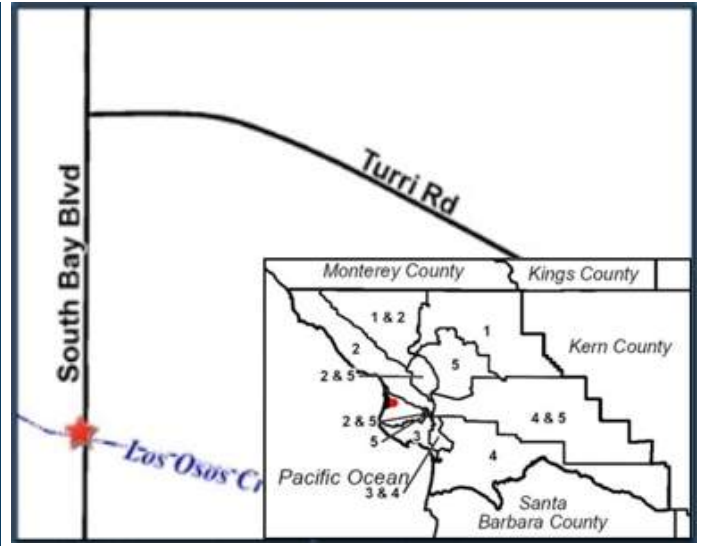 Turri Rd
South Bay Blvd
Los Osos
Monterey County
Kings County
1 & 2
1
Kern County
2
5
2 & 5
4 & 5
2 & 5
5
3
4
Pacific Ocean
3 & 4
Santa
Barbara County